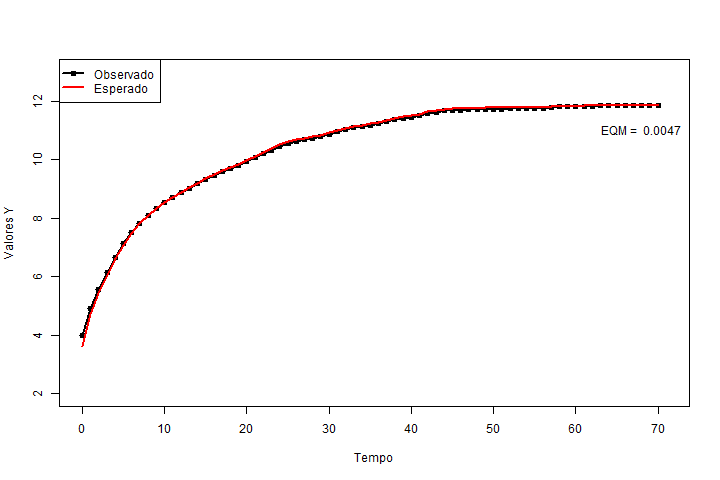 Observado
Esperado
EQM = 0.0047
Valores Y
12
10
8
6
4
2
0 10 20 30 40 50 60 70
Tempo